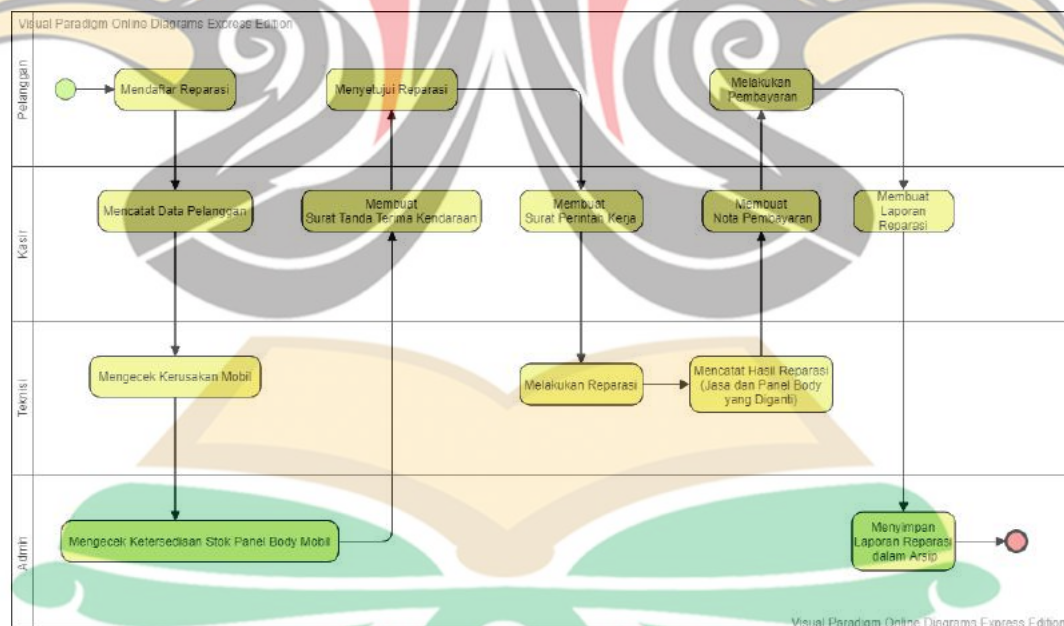 Visual Paradigm Online Diagrams Express Edition
Pelanggan
Mendaftar Reparasi
Menyetujui Reparasi
Melakukan
Pembayaran
Kasir
Mencatat Data Pelanggan
Membuat
Surat Tanda Terima Kendaraan
Membuat
Surat Perintah Kerja
Membuat
Nota Pembayaran
Membuat
Laporan
Reparasi
Teknisi
Mengecek Kerusakan Mobil
Melakukan Reparasi
Mencatat Hasil Reparasi
(Jasa dan Panel Body
yang Diganti)
Admin
Mengecek Ketersediaan Stok Panel Body Mobil
Menyimpan
Laporan Reparasi
dalam Arsip
Visual Paradigm Online Diagrams Express Edition